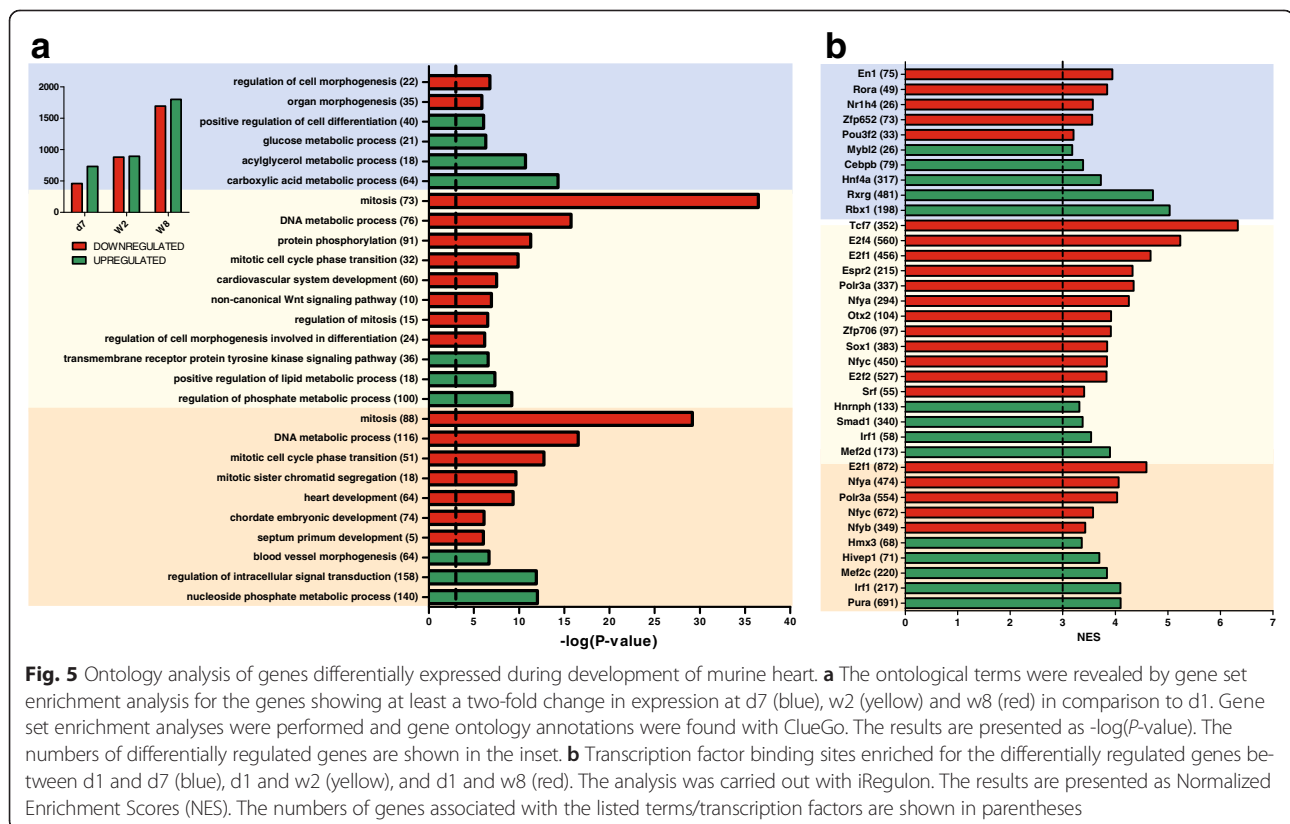 a
regulation of cell morphogenesis (22)
organ morphogenesis (35)
positive regulation of cell differentiation (40)
glucose metabolic process (21)
acylglycerol metabolic process (18)
carboxylic acid metabolic process (64)
mitosis (73)
DNA metabolic process (76)
protein phosphorylation (91)
mitotic cell cycle phase transition (32)
cardiovascular system development (60)
non-canonical Wnt signaling pathway (10)
regulation of mitosis (15)
regulation of cell morphogenesis involved in differentiation (24)
transmembrane receptor protein tyrosine kinase signaling pathway (36)
positive regulation of lipid metabolic process (18)
regulation of phosphate metabolic process (100)
mitosis (88)
DNA metabolic process (116)
mitotic cell cycle phase transition (51)
mitotic sister chromatid segregation (18)
heart development (64)
chordate embryonic development (74)
septum primum development (5)
blood vessel morphogenesis (64)
regulation of intracellular signal transduction (158)
nucleoside phosphate metabolic process (140)
0 5 10 15 20 25 30 35 40
-log(P-value)
2000
1500
1000
500
0
d7 W2 W8
DOWNREGULATED
UPREGULATED
b
En1 (75)
Rora (49)
Nr1h4 (26)
Zfp652 (73)
Pou3f2 (33)
Mybl2 (26)
Cebpb (79)
Hnf4a (317)
Rxrg (481)
Rbx1 (198)
Tcf7 (352)
E2f4 (560)
E2f1 (456)
Espr2 (215)
Polr3a (337)
Nfya (294)
Otx2 (104)
Zfp706 (97)
Sox1 (383)
Nfyc (450)
E2f2 (527)
Srf (55)
Hnrnph (133)
Smad1 (340)
Irf1 (58)
Mef2d (173)
E2f1 (872)
Nfya (474)
Polr3a (554)
Nfyc (672)
Nfyb (349)
Hmx3 (68)
Hivep1 (71)
Mef2c (220)
Irf1 (217)
Pura (691)
0 1 2 3 4 5 6 7
NES
Fig. 5 Ontology analysis of genes differentially expressed during development of murine heart. a The ontological terms were revealed by gene set
enrichment analysis for the genes showing at least a two-fold change in expression at d7 (blue), w2 (yellow) and w8 (red) in comparison to d1. Gene
set enrichment analyses were performed and gene ontology annotations were found with ClueGo. The results are presented as -log(P-value). The
numbers of differentially regulated genes are shown in the inset. b Transcription factor binding sites enriched for the differentially regulated genes be-
tween d1 and d7 (blue), d1 and w2 (yellow), and d1 and w8 (red). The analysis was carried out with iRegulon. The results are presented as Normalized
Enrichment Scores (NES). The numbers of genes associated with the listed terms/transcription factors are shown in parentheses